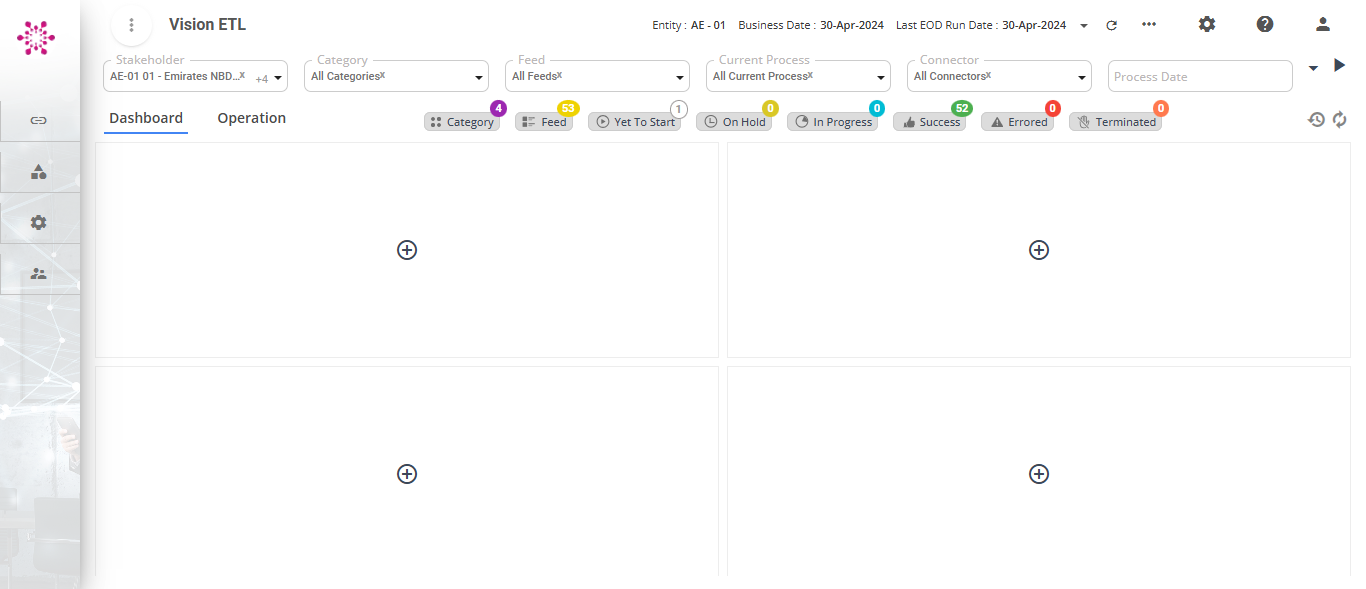 Vision ETL
Entity : AE - 01 Business Date : 30-Apr-2024 Last EOD Run Date : 30-Apr-2024
Stakeholder Category Feed Current Process Connector
AE-01 01 - Emirates NBD...x +4 All Categoriesx All Feedsx All Current Processx All Connectorsx Process Date
4 53 1 0 0 52 0 0
Dashboard Operation Category Feed Yet To Start On Hold In Progress Success Errored Terminated